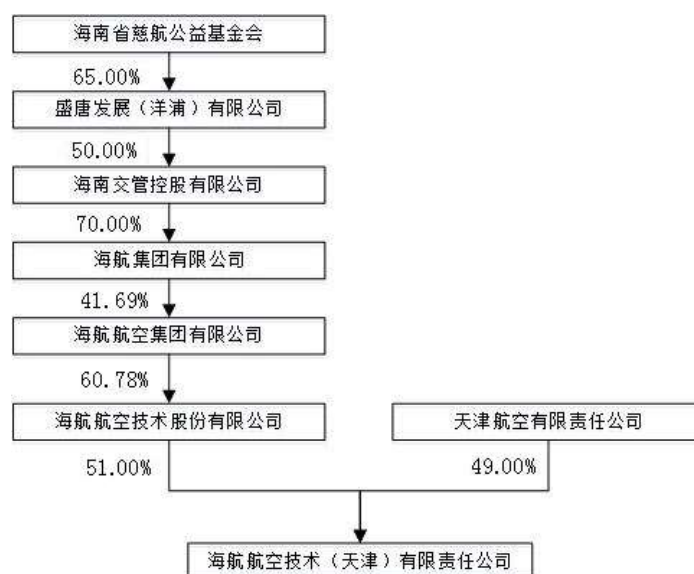 海南省慈航公益基金会
65.00%
盛唐发展（洋浦）有限公司
50.00%
海南交管控股有限公司
70.00%
海航集团有限公司
41.69%
海航航空集团有限公司
60.78%
海航航空技术股份有限公司
天津航空有限责任公司
51.00%
49.00%
海航航空技术（天津）有限责任公司